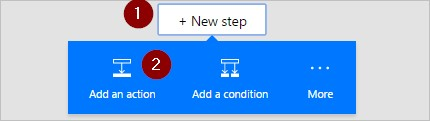 1
+ New step
2
Add an action
Add a condition
More